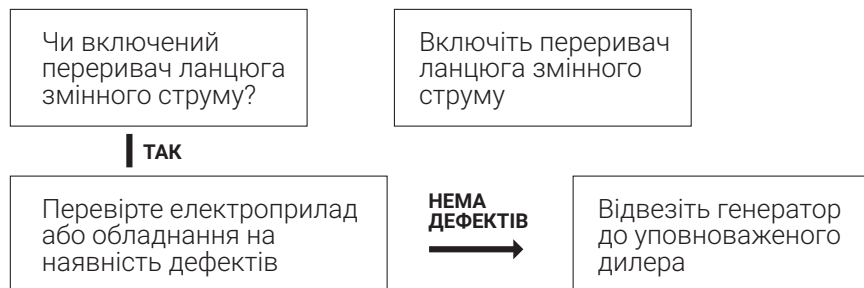 Чи включений
переривач ланцюга
змінного струму?
Включіть переривач
ланцюга змінного
струму
ТАК
Перевірте електроприлад
або обладнання на
наявність дефектів
НЕМА
ДЕФЕКТІВ
Відвезіть генератор
до уповноваженого
дилера